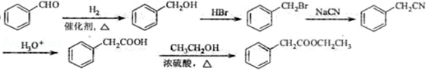 CHO H₂ 催化剂,△ CH₂OH HBr CH₂Br NaCN CH₂CN
H₃O⁺ CH₂COOH CH₃CH₂OH 浓硫酸,△ CH₂COOCH₂CH₃